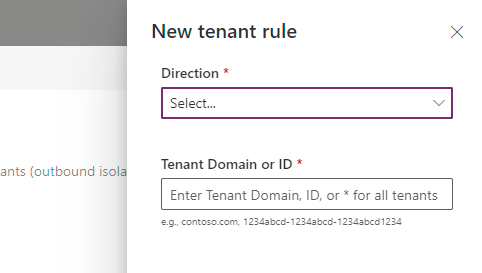 New tenant rule
Direction *
Select...
ants (outbound isola
Tenant Domain or ID *
Enter Tenant Domain, ID, or * for all tenants
e.g., contoso.com, 1234abcd-1234abcd-1234abcd1234